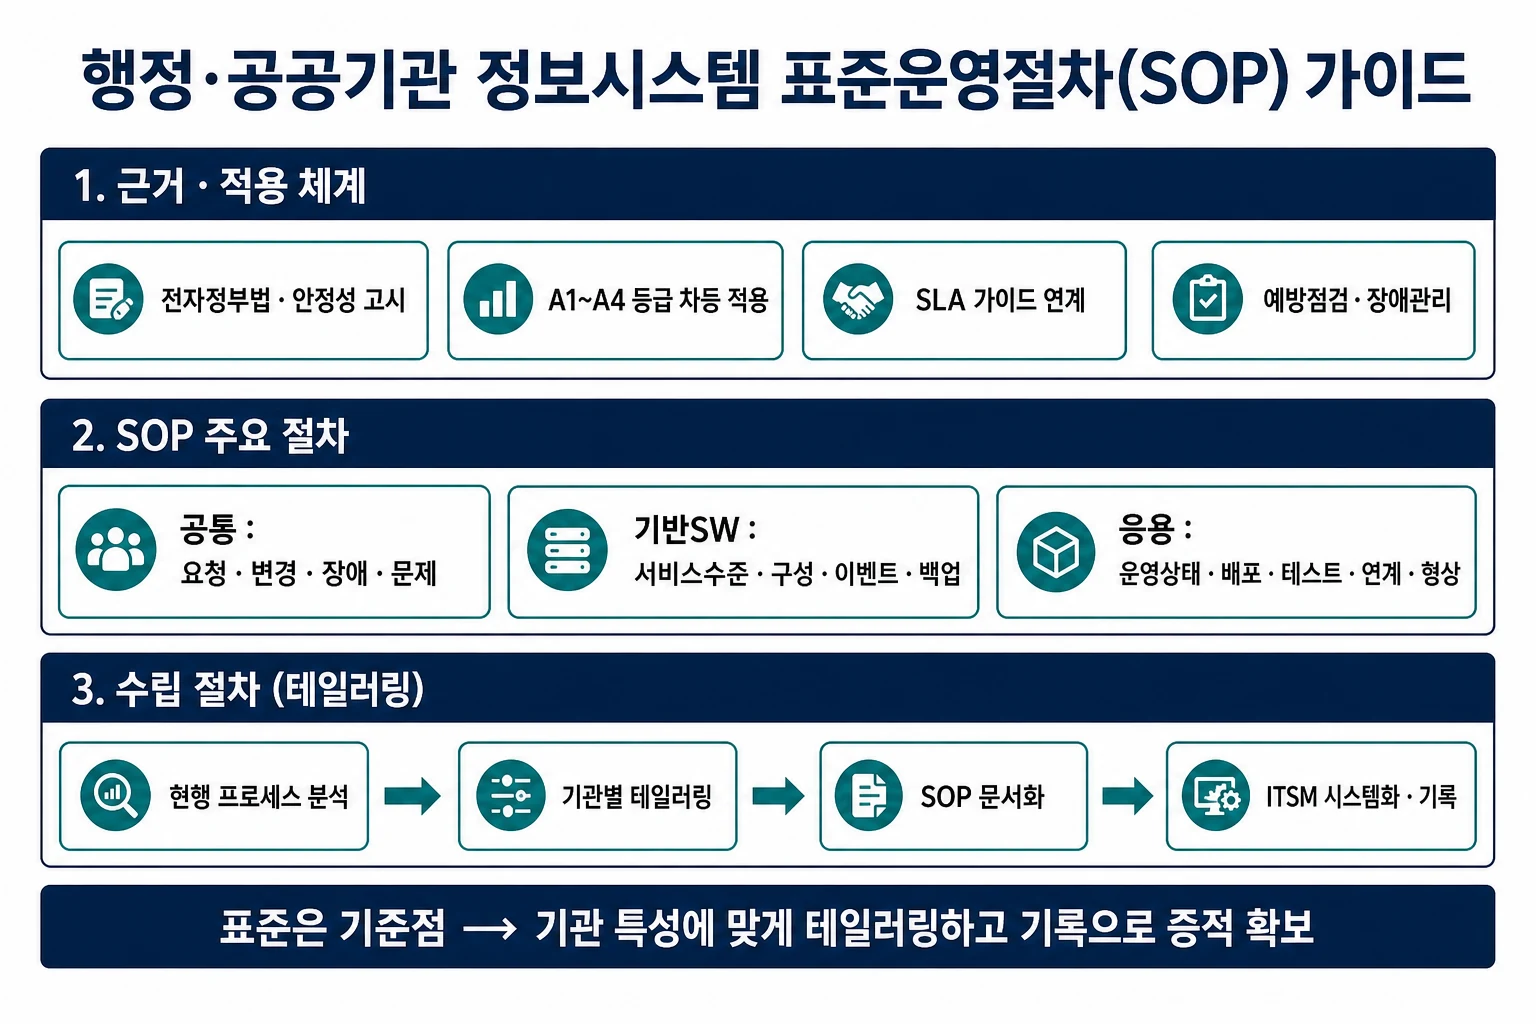 행정·공공기관 정보시스템 표준운영절차(SOP) 가이드
1. 근거 · 적용 체계
전자정부법 · 안정성 고시
A1~A4 등급 차등 적용
SLA 가이드 연계
예방점검 · 장애관리
2. SOP 주요 절차
공통 :
요청 · 변경 · 장애 · 문제
기반SW :
서비스수준 · 구성 · 이벤트 · 백업
응용 :
운영상태 · 배포 · 테스트 · 연계 · 형상
3. 수립 절차 (테일러링)
현행 프로세스 분석
기관별 테일러링
SOP 문서화
ITSM 시스템화 · 기록
표준은 기준점 → 기관 특성에 맞게 테일러링하고 기록으로 증적 확보